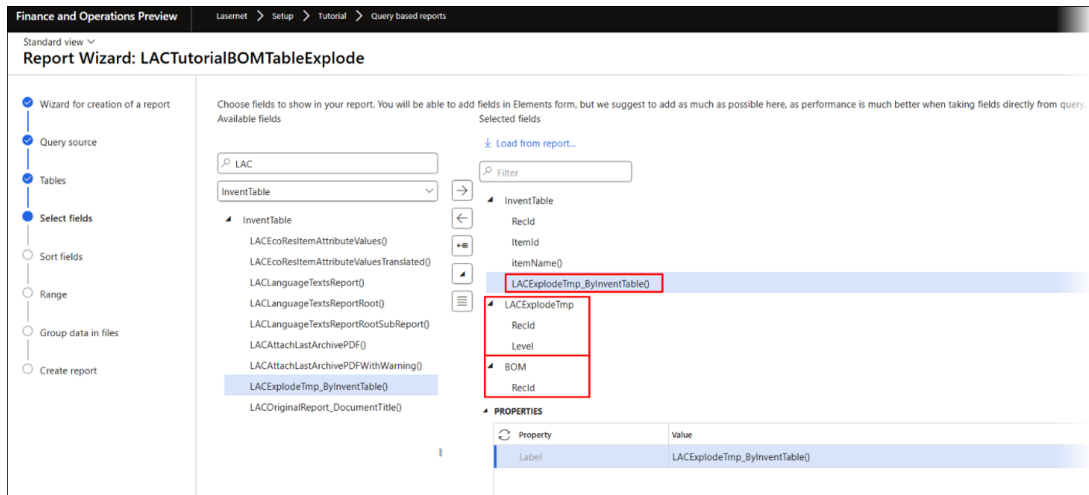 Finance and Operations Preview
Lasernet > Setup > Tutorial > Query based reports
Standard view
Report Wizard: LACTutorialBOMTableExplode
Wizard for creation of a report
Query source
Tables
Select fields
Sort fields
Range
Group data in files
Create report
Choose fields to show in your report. You will be able to add fields in Elements form, but we suggest to add as much as possible here, as performance is much better when taking fields directly from query.
Available fields
LAC
InventTable
InventTable
LACEcoResItemAttributeValues()
LACEcoResItemAttributeValuesTranslated()
LACLanguageTextsReport()
LACLanguageTextsReportRoot()
LACLanguageTextsReportRootSubReport()
LACAttachLastArchivePDF()
LACAttachLastArchivePDFWithWarning()
LACExplodeTmp_ByInventTable()
LACOriginalReport_DocumentTitle()
Selected fields
Load from report...
Filter
InventTable
RecId
ItemId
itemName()
LACExplodeTmp_ByInventTable()
LACExplodeTmp
RecId
Level
BOM
RecId
PROPERTIES
Property Value
Label LACExplodeTmp_ByInventTable()